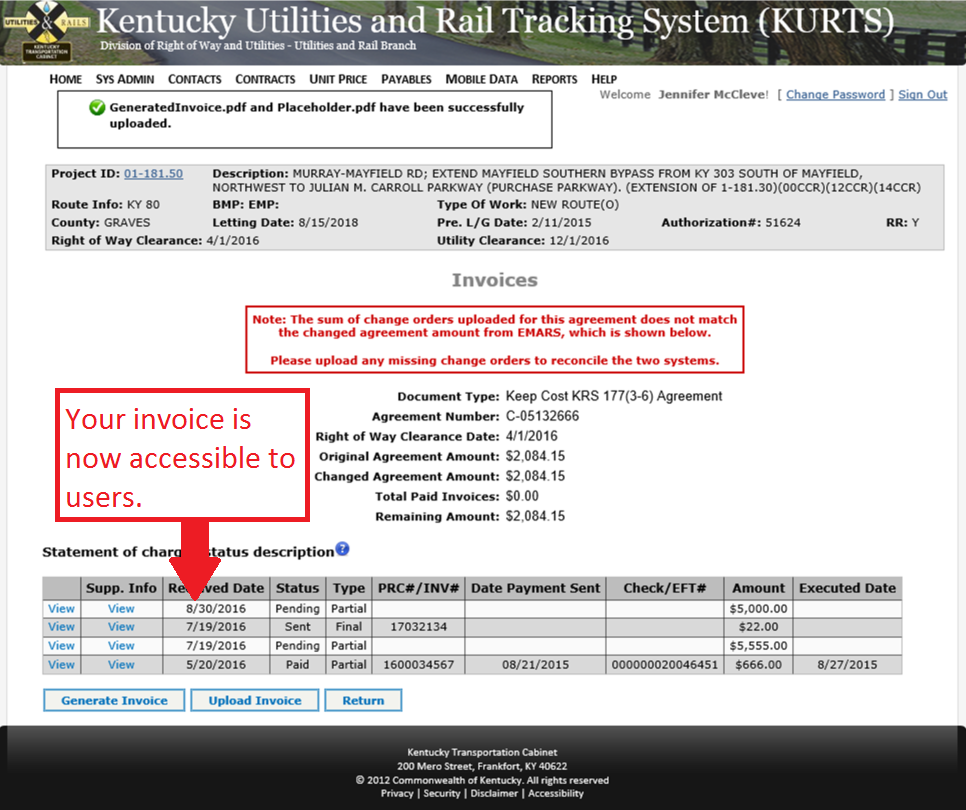 UTILITIES & RAILS
KENTUCKY
TRANSPORTATION
CABINET
Kentucky Utilities and Rail Tracking System (KURTS)
Division of Right of Way and Utilities - Utilities and Rail Branch
HOME SYS ADMIN CONTACTS CONTRACTS UNIT PRICE PAYABLES MOBILE DATA REPORTS HELP
Welcome Jennifer McCleve! [ Change Password ] Sign Out
GeneratedInvoice.pdf and Placeholder.pdf have been successfully
uploaded.
Project ID: 01-181.50 Description: MURRAY-MAYFIELD RD; EXTEND MAYFIELD SOUTHERN BYPASS FROM KY 303 SOUTH OF MAYFIELD,
NORTHWEST TO JULIAN M. CARROLL PARKWAY (PURCHASE PARKWAY). (EXTENSION OF 1-181.30)(00CCR)(12CCR)(14CCR)
Route Info: KY 80 BMP: EMP: Type Of Work: NEW ROUTE(O)
County: GRAVES Letting Date: 8/15/2018 Pre. L/G Date: 2/11/2015 Authorization#: 51624 RR: Y
Right of Way Clearance: 4/1/2016 Utility Clearance: 12/1/2016
Invoices
Note: The sum of change orders uploaded for this agreement does not match
the changed agreement amount from EMARS, which is shown below.
Please upload any missing change orders to reconcile the two systems.
Your invoice is
now accessible to
users.
Document Type: Keep Cost KRS 177(3-6) Agreement
Agreement Number: C-05132666
Right of Way Clearance Date: 4/1/2016
Original Agreement Amount: $2,084.15
Changed Agreement Amount: $2,084.15
Total Paid Invoices: $0.00
Remaining Amount: $2,084.15
Statement of char status description ?
Supp. Info Re ved Date Status Type PRC#/INV# Date Payment Sent Check/EFT# Amount Executed Date
View View 8/30/2016 Pending Partial $5,000.00
View View 7/19/2016 Sent Final 17032134 $22.00
View View 7/19/2016 Pending Partial $5,555.00
View View 5/20/2016 Paid Partial 1600034567 08/21/2015 000000020046451 $666.00 8/27/2015
Generate Invoice Upload Invoice Return
Kentucky Transportation Cabinet
200 Mero Street, Frankfort, KY 40622
© 2012 Commonwealth of Kentucky. All rights reserved
Privacy | Security | Disclaimer | Accessibility